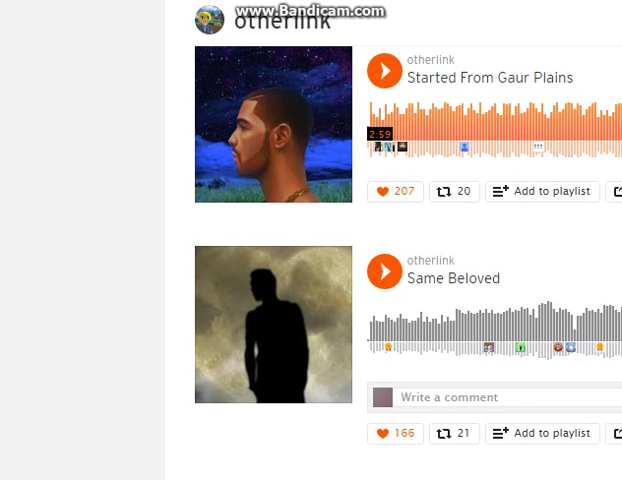 www.Bandicam.com
otherlink
otherlink
Started From Gaur Plains
2:59
207
20
Add to playlist
otherlink
Same Beloved
Write a comment
166
21
Add to playlist